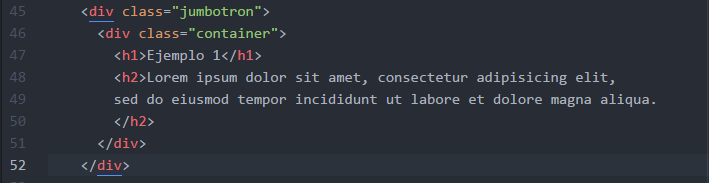 45 <div class="jumbotron">
46 <div class="container">
47 <h1>Ejemplo 1</h1>
48 <h2>Lorem ipsum dolor sit amet, consectetur adipisicing elit,
49 sed do eiusmod tempor incididunt ut labore et dolore magna aliqua.
50 </h2>
51 </div>
52 </div>